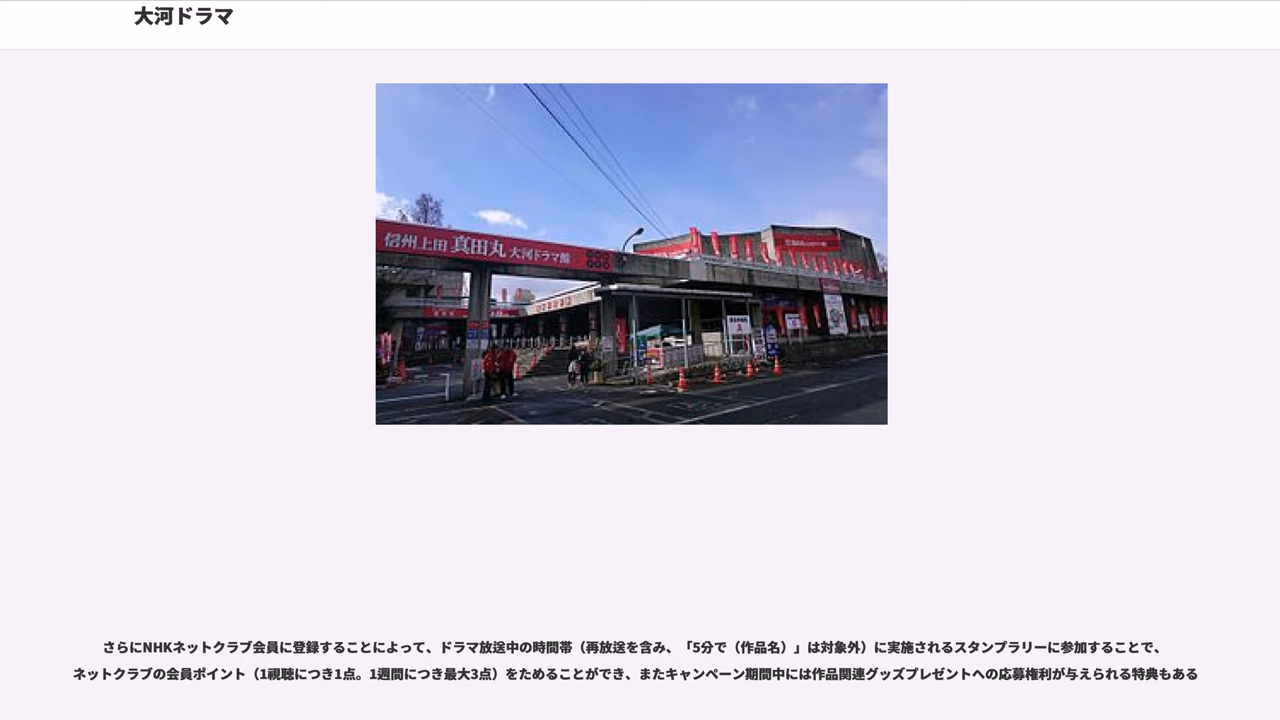 大河ドラマ
信州上田 真田丸 大河ドラマ館
さらにNHKネットクラブ会員に登録することによって、ドラマ放送中の時間帯（再放送を含み、「5分で（作品名）」は対象外）に実施されるスタンプラリーに参加することで、
ネットクラブの会員ポイント（1視聴につき1点。1週間につき最大3点）をためることができ、またキャンペーン期間中には作品関連グッズプレゼントへの応募権利が与えられる特典もある